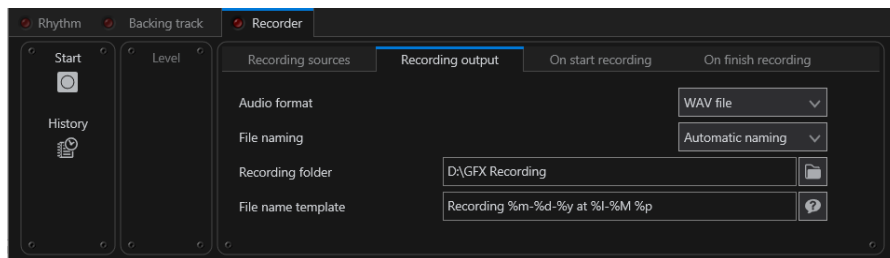 Rhythm Backing track Recorder
Start Level Recording sources Recording output On start recording On finish recording
Audio format WAV file
History
File naming Automatic naming
Recording folder D:\GFX Recording
File name template Recording %m-%d-%y at %I-%M %p